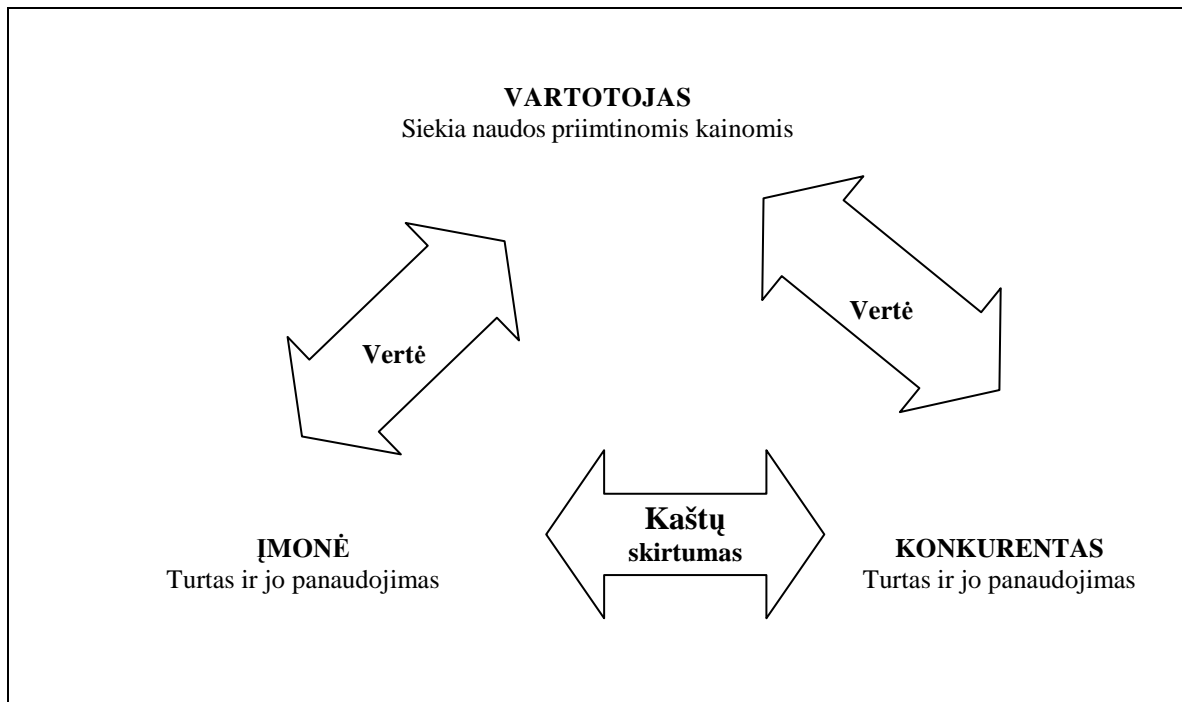 VARTOTOJAS
Siekia naudos priimtinomis kainomis
Vertė
Vertė
Kaštų
skirtumas
ĮMONĖ
Turtas ir jo panaudojimas
KONKURENTAS
Turtas ir jo panaudojimas